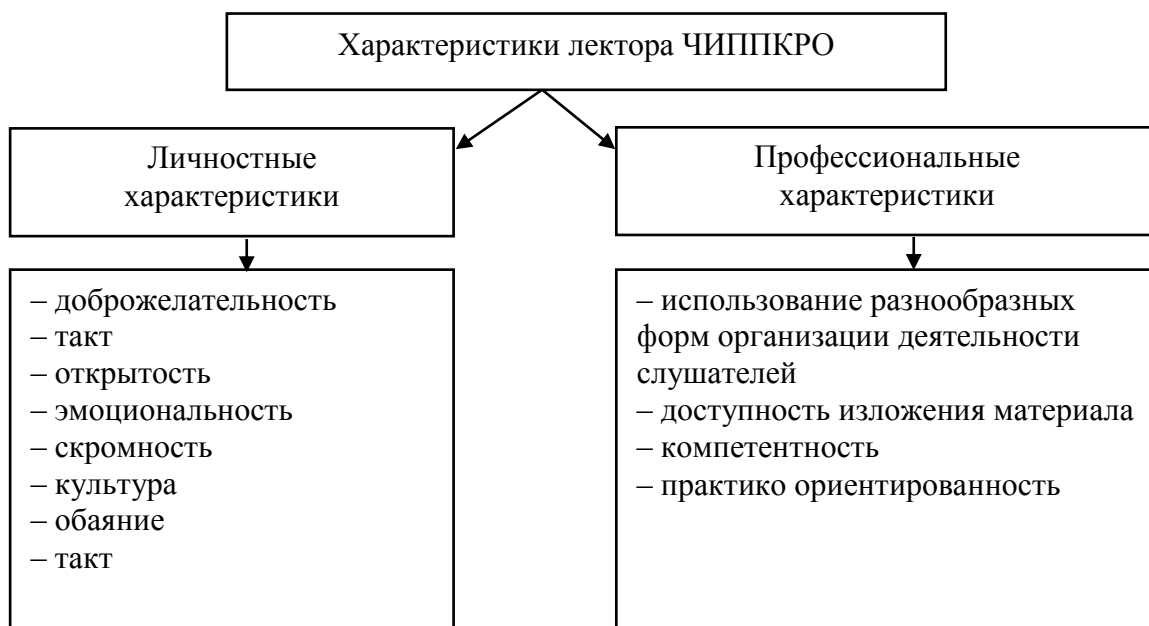 Характеристики лектора ЧИППКРО
Личностные
характеристики
Профессиональные
характеристики
– доброжелательность
– такт
– открытость
– эмоциональность
– скромность
– культура
– обаяние
– такт
– использование разнообразных
форм организации деятельности
слушателей
– доступность изложения материала
– компетентность
– практико ориентированность